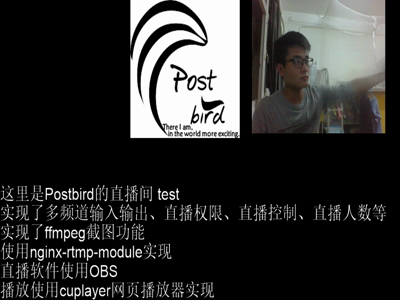 Post
bird
There I am,
in the world more exciting.
这里是Postbird的直播间 test
实现了多频道输入输出、直播权限、直播控制、直播人数等
实现了ffmpeg截图功能
使用nginx-rtmp-module实现
直播软件使用OBS
播放使用cuplayer网页播放器实现